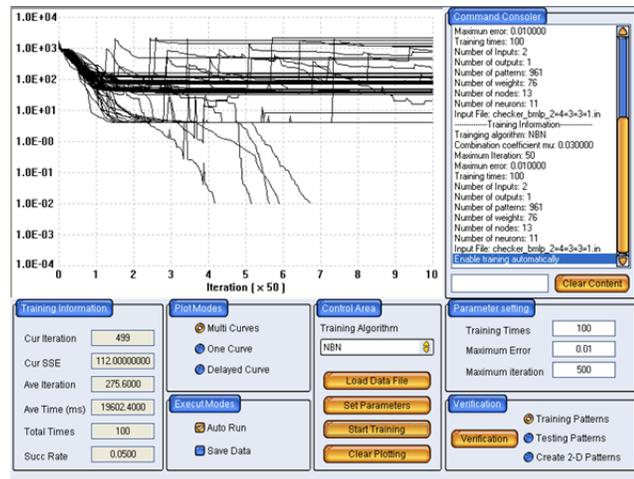 1.0E+04
1.0E+03
1.0E+02
1.0E+01
1.0E-00
1.0E-01
1.0E-02
1.0E-03
1.0E-04
0 1 2 3 4 5 6 7 8 9 10
Iteration [ x 50 ]
Command Consoler
Maximun error: 0.010000
Training times: 100
Number of Inputs: 2
Number of outputs: 1
Number of patterns: 961
Number of weights: 76
Number of nodes: 13
Number of neurons: 11
Input File: checker_bmlp_2=4=3=3=1.in
------------Training Information------------
Trainging algorithm: NBN
Combination coefficient mu: 0.030000
Maximum Iteration: 50
Maximun error: 0.010000
Training times: 100
Number of Inputs: 2
Number of outputs: 1
Number of patterns: 961
Number of weights: 76
Number of nodes: 13
Number of neurons: 11
Input File: checker_bmlp_2=4=3=3=1.in
Enable training automatically
Clear Content
Training Information
Cur Iteration 499
Cur SSE 112.00000000
Ave Iteration 275.6000
Ave Time (ms) 19602.4000
Total Times 100
Succ Rate 0.0500
Plot Modes
Multi Curves
One Curve
Delayed Curve
Execut Modes
Auto Run
Save Data
Control Area
Training Algorithm
NBN
Load Data File
Set Parameters
Start Training
Clear Plotting
Parameter setting
Training Times 100
Maximum Error 0.01
Maximum iteration 500
Verification
Verification
Training Patterns
Testing Patterns
Create 2-D Patterns